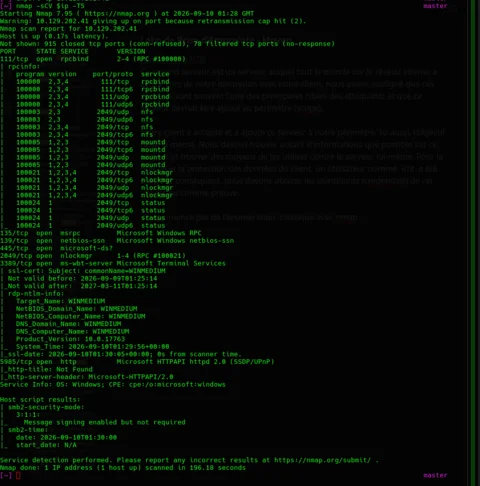 [~] nmap -sCV $ip -T5 master
Starting Nmap 7.95 ( https://nmap.org ) at 2026-09-10 01:26 GMT
Warning: 10.129.202.41 giving up on port because retransmission cap hit (2).
Nmap scan report for 10.129.202.41
Host is up (0.17s latency).
Not shown: 915 closed tcp ports (conn-refused), 78 filtered tcp ports (no-response)
PORT STATE SERVICE VERSION
111/tcp open rpcbind 2-4 (RPC #100000)
| rpcinfo:
| program version port/proto service
| 100000 2,3,4 111/tcp rpcbind
| 100000 2,3,4 111/tcp6 rpcbind
| 100000 2,3,4 111/udp rpcbind
| 100000 2,3,4 111/udp6 rpcbind
| 100003 2,3 2049/udp nfs
| 100003 2,3 2049/udp6 nfs
| 100003 2,3,4 2049/tcp nfs
| 100003 2,3,4 2049/tcp6 nfs
| 100005 1,2,3 2049/tcp mountd
| 100005 1,2,3 2049/tcp6 mountd
| 100005 1,2,3 2049/udp mountd
| 100005 1,2,3 2049/udp6 mountd
| 100021 1,2,3,4 2049/tcp nlockmgr
| 100021 1,2,3,4 2049/tcp6 nlockmgr
| 100021 1,2,3,4 2049/udp nlockmgr
| 100021 1,2,3,4 2049/udp6 nlockmgr
| 100024 1 2049/tcp status
| 100024 1 2049/tcp6 status
| 100024 1 2049/udp status
|_ 100024 1 2049/udp6 status
135/tcp open msrpc Microsoft Windows RPC
139/tcp open netbios-ssn Microsoft Windows netbios-ssn
445/tcp open microsoft-ds?
2049/tcp open nlockmgr 1-4 (RPC #100021)
3389/tcp open ms-wbt-server Microsoft Terminal Services
| ssl-cert: Subject: commonName=WINMEDIUM
| Not valid before: 2026-09-09T01:25:14
|_Not valid after: 2027-03-11T01:25:14
| rdp-ntlm-info:
| Target_Name: WINMEDIUM
| NetBIOS_Domain_Name: WINMEDIUM
| NetBIOS_Computer_Name: WINMEDIUM
| DNS_Domain_Name: WINMEDIUM
| DNS_Computer_Name: WINMEDIUM
| Product_Version: 10.0.17763
|_ System_Time: 2026-09-10T01:29:56+00:00
|_ssl-date: 2026-09-10T01:30:05+00:00; 0s from scanner time.
5985/tcp open http Microsoft HTTPAPI httpd 2.0 (SSDP/UPnP)
|_http-title: Not Found
|_http-server-header: Microsoft-HTTPAPI/2.0
Service Info: OS: Windows; CPE: cpe:/o:microsoft:windows
Host script results:
| smb2-security-mode:
| 3:1:1:
|_ Message signing enabled but not required
| smb2-time:
| date: 2026-09-10T01:30:00
|_ start_date: N/A
Service detection performed. Please report any incorrect results at https://nmap.org/submit/ .
Nmap done: 1 IP address (1 host up) scanned in 196.18 seconds
[~] master